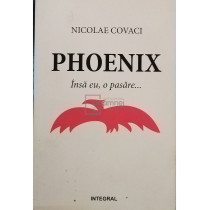 NICOLAE COVACI
PHOENIX
Însă eu, o pasăre...
INTEGRAL